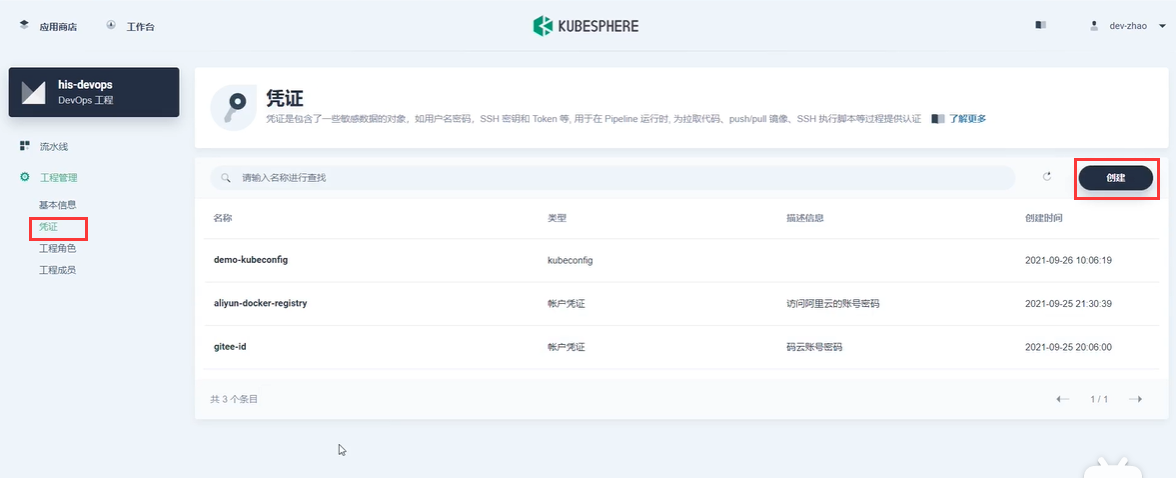 应用商店 工作台 KUBESPHERE dev-zhao
his-devops
DevOps 工程
流水线
工程管理
基本信息
凭证
工程角色
工程成员
凭证
凭证是包含了一些敏感数据的对象，如用户名密码，SSH 密钥和 Token 等, 用于在 Pipeline 运行时, 为拉取代码、push/pull 镜像、SSH 执行脚本等过程提供认证 了解更多
请输入名称进行查找 创建
名称 类型 描述信息 创建时间
demo-kubeconfig kubeconfig 2021-09-26 10:06:19
aliyun-docker-registry 帐户凭证 访问阿里云的账号密码 2021-09-25 21:30:39
gitee-id 帐户凭证 码云账号密码 2021-09-25 20:06:00
共 3 个条目 1 / 1